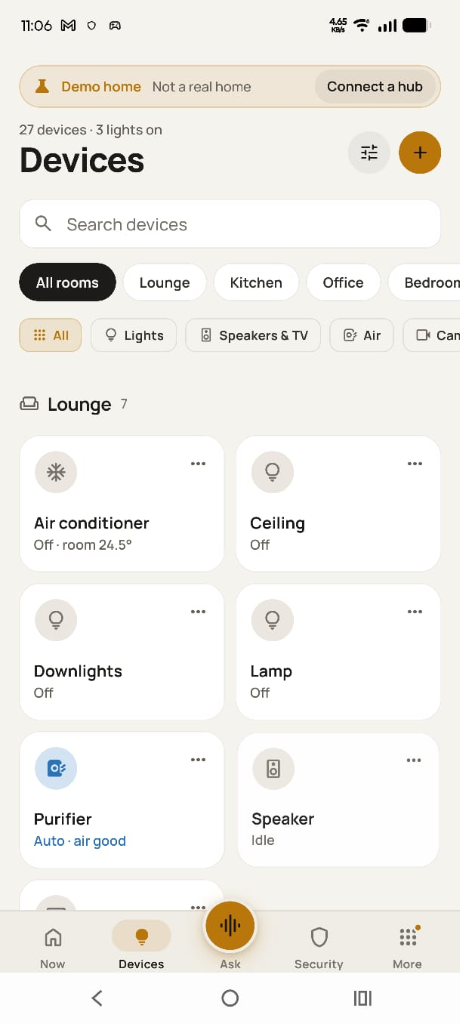 11:06
4.65 KB/s
Demo home Not a real home Connect a hub
27 devices · 3 lights on
Devices
Search devices
All rooms Lounge Kitchen Office Bedroom
All Lights Speakers & TV Air Cam
Lounge 7
Air conditioner
Off · room 24.5°
Ceiling
Off
Downlights
Off
Lamp
Off
Purifier
Auto · air good
Speaker
Idle
Now Devices Ask Security More